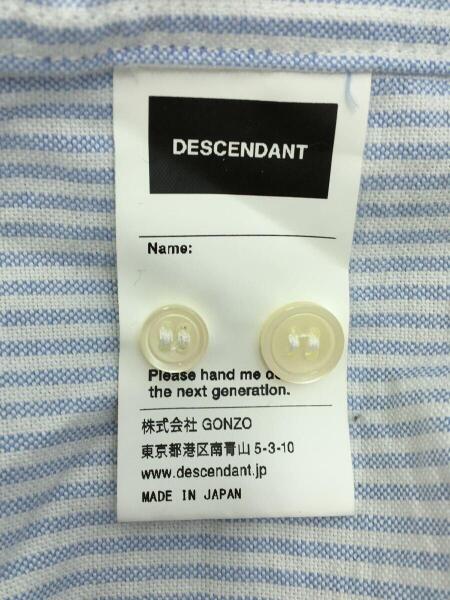 DESCENDANT
Name:
Please hand me
the next generation.
株式会社 GONZO
東京都港区南青山 5-3-10
www.descendant.jp
MADE IN JAPAN